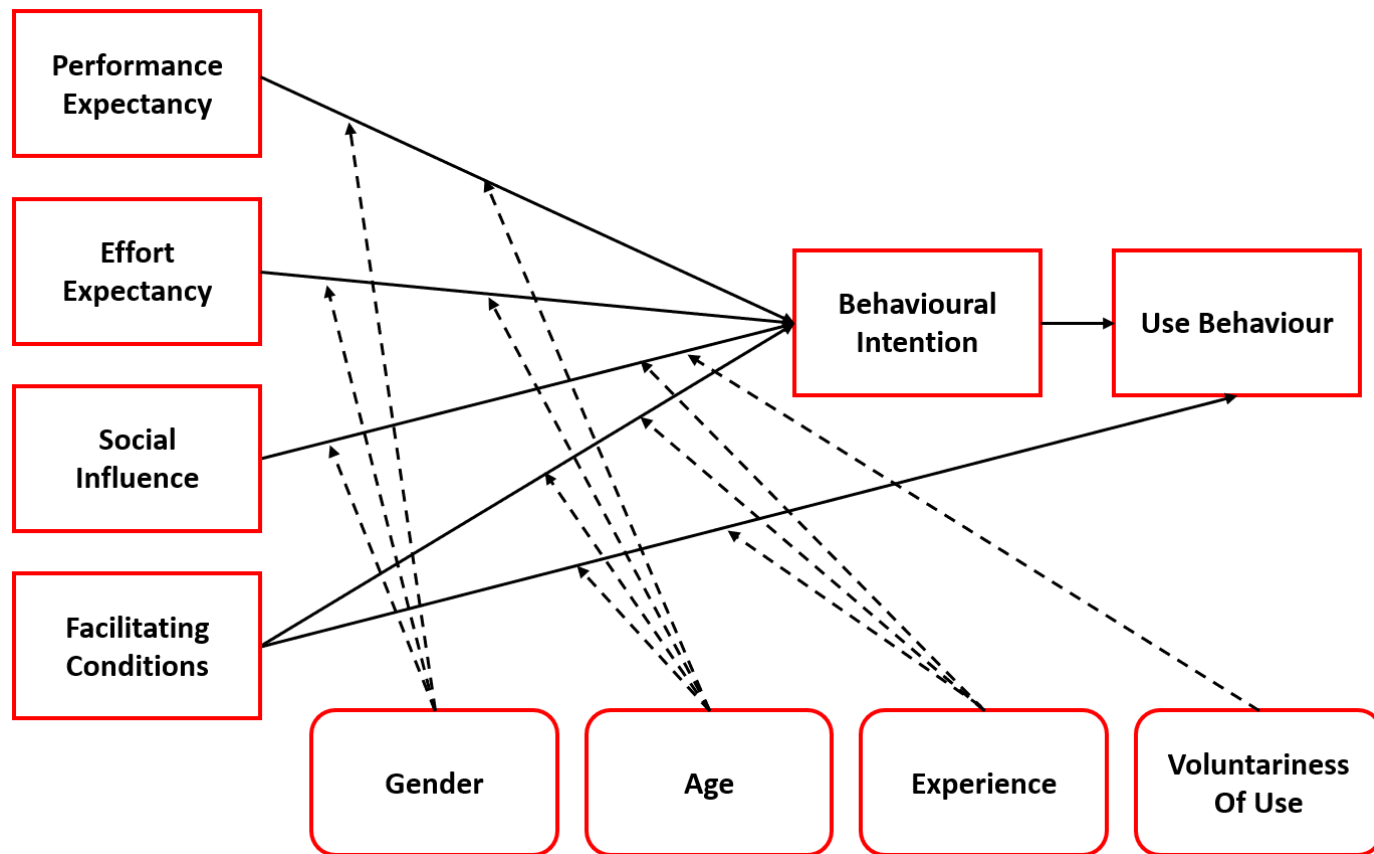 Performance
Expectancy
Effort
Expectancy
Social
Influence
Facilitating
Conditions
Behavioural
Intention
Use Behaviour
Gender
Age
Experience
Voluntariness
Of Use